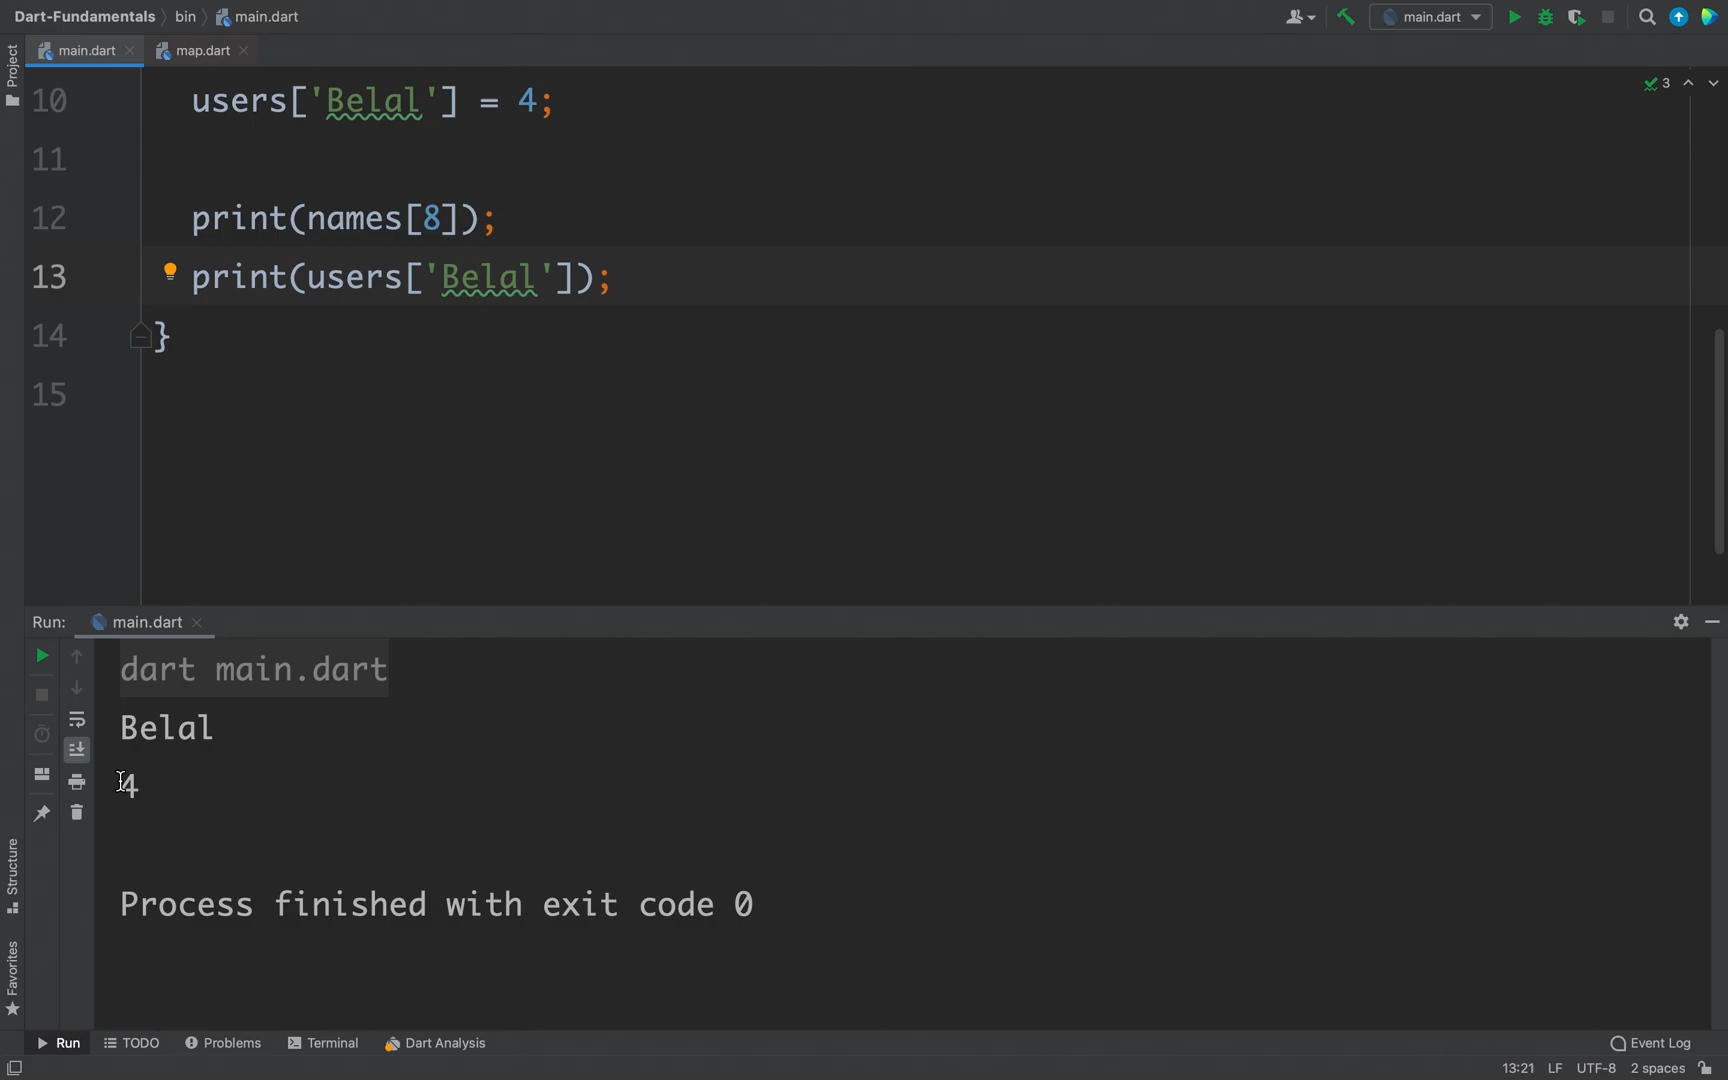 Dart-Fundamentals bin main.dart
main.dart
main.dart map.dart
Project
10 users['Belal'] = 4;
3
11
12 print(names[8]);
13 print(users['Belal']);
14 }
15
Run: main.dart
dart main.dart
Belal
4
Process finished with exit code 0
Structure
Favorites
Run TODO Problems Terminal Dart Analysis Event Log
13:21 LF UTF-8 2 spaces